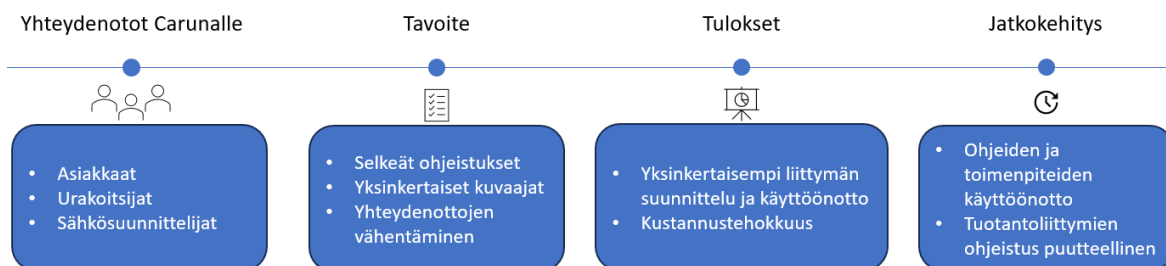 Yhteydenotot Carunalle
Tavoite
Tulokset
Jatkokehitys
• Asiakkaat
• Urakoitsijat
• Sähkösuunnittelijat
• Selkeät ohjeistukset
• Yksinkertaiset kuvaajat
• Yhteydenottojen
vähentäminen
• Yksinkertaisempi liittymän
suunnittelu ja käyttöönotto
• Kustannustehokkuus
• Ohjeiden ja
toimenpiteiden
käyttöönotto
• Tuotantoliittymien
ohjeistus puutteellinen